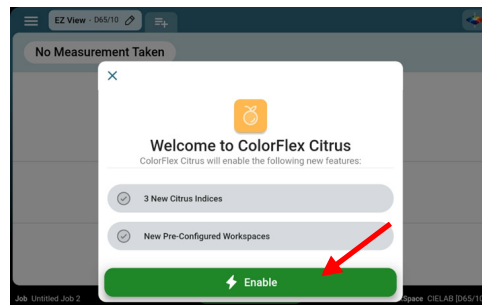 EZ View - D65/10
No Measurement Taken
Welcome to ColorFlex Citrus
ColorFlex Citrus will enable the following new features:
3 New Citrus Indices
New Pre-Configured Workspaces
Enable
Job Untitled Job 2
Space CIELAB [D65/10